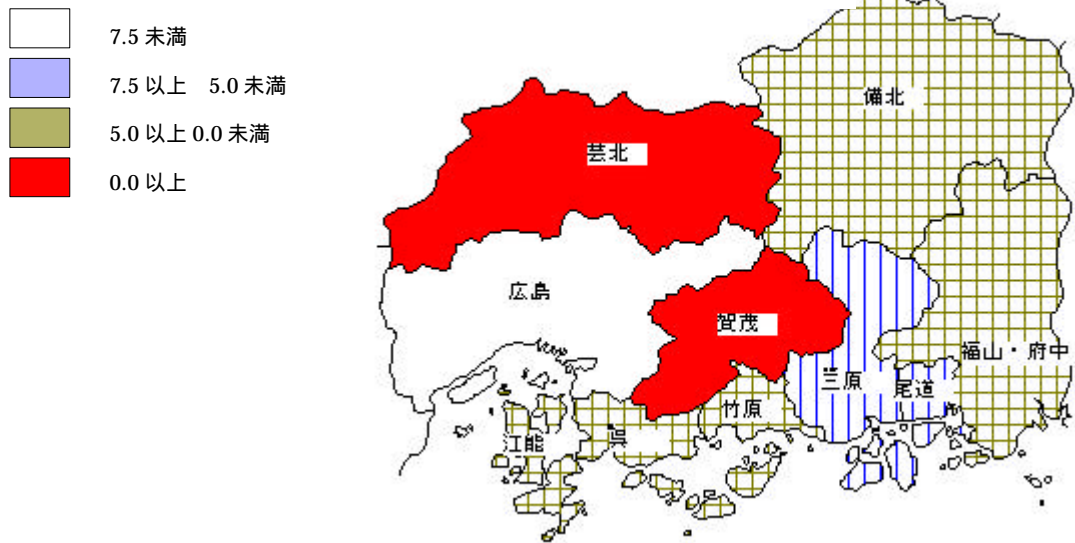 7.5 未満
7.5 以上　5.0 未満
5.0 以上 0.0 未満
0.0 以上
備北
芸北
広島
賀茂
福山・府中
三原
尾道
竹原
呉
江能